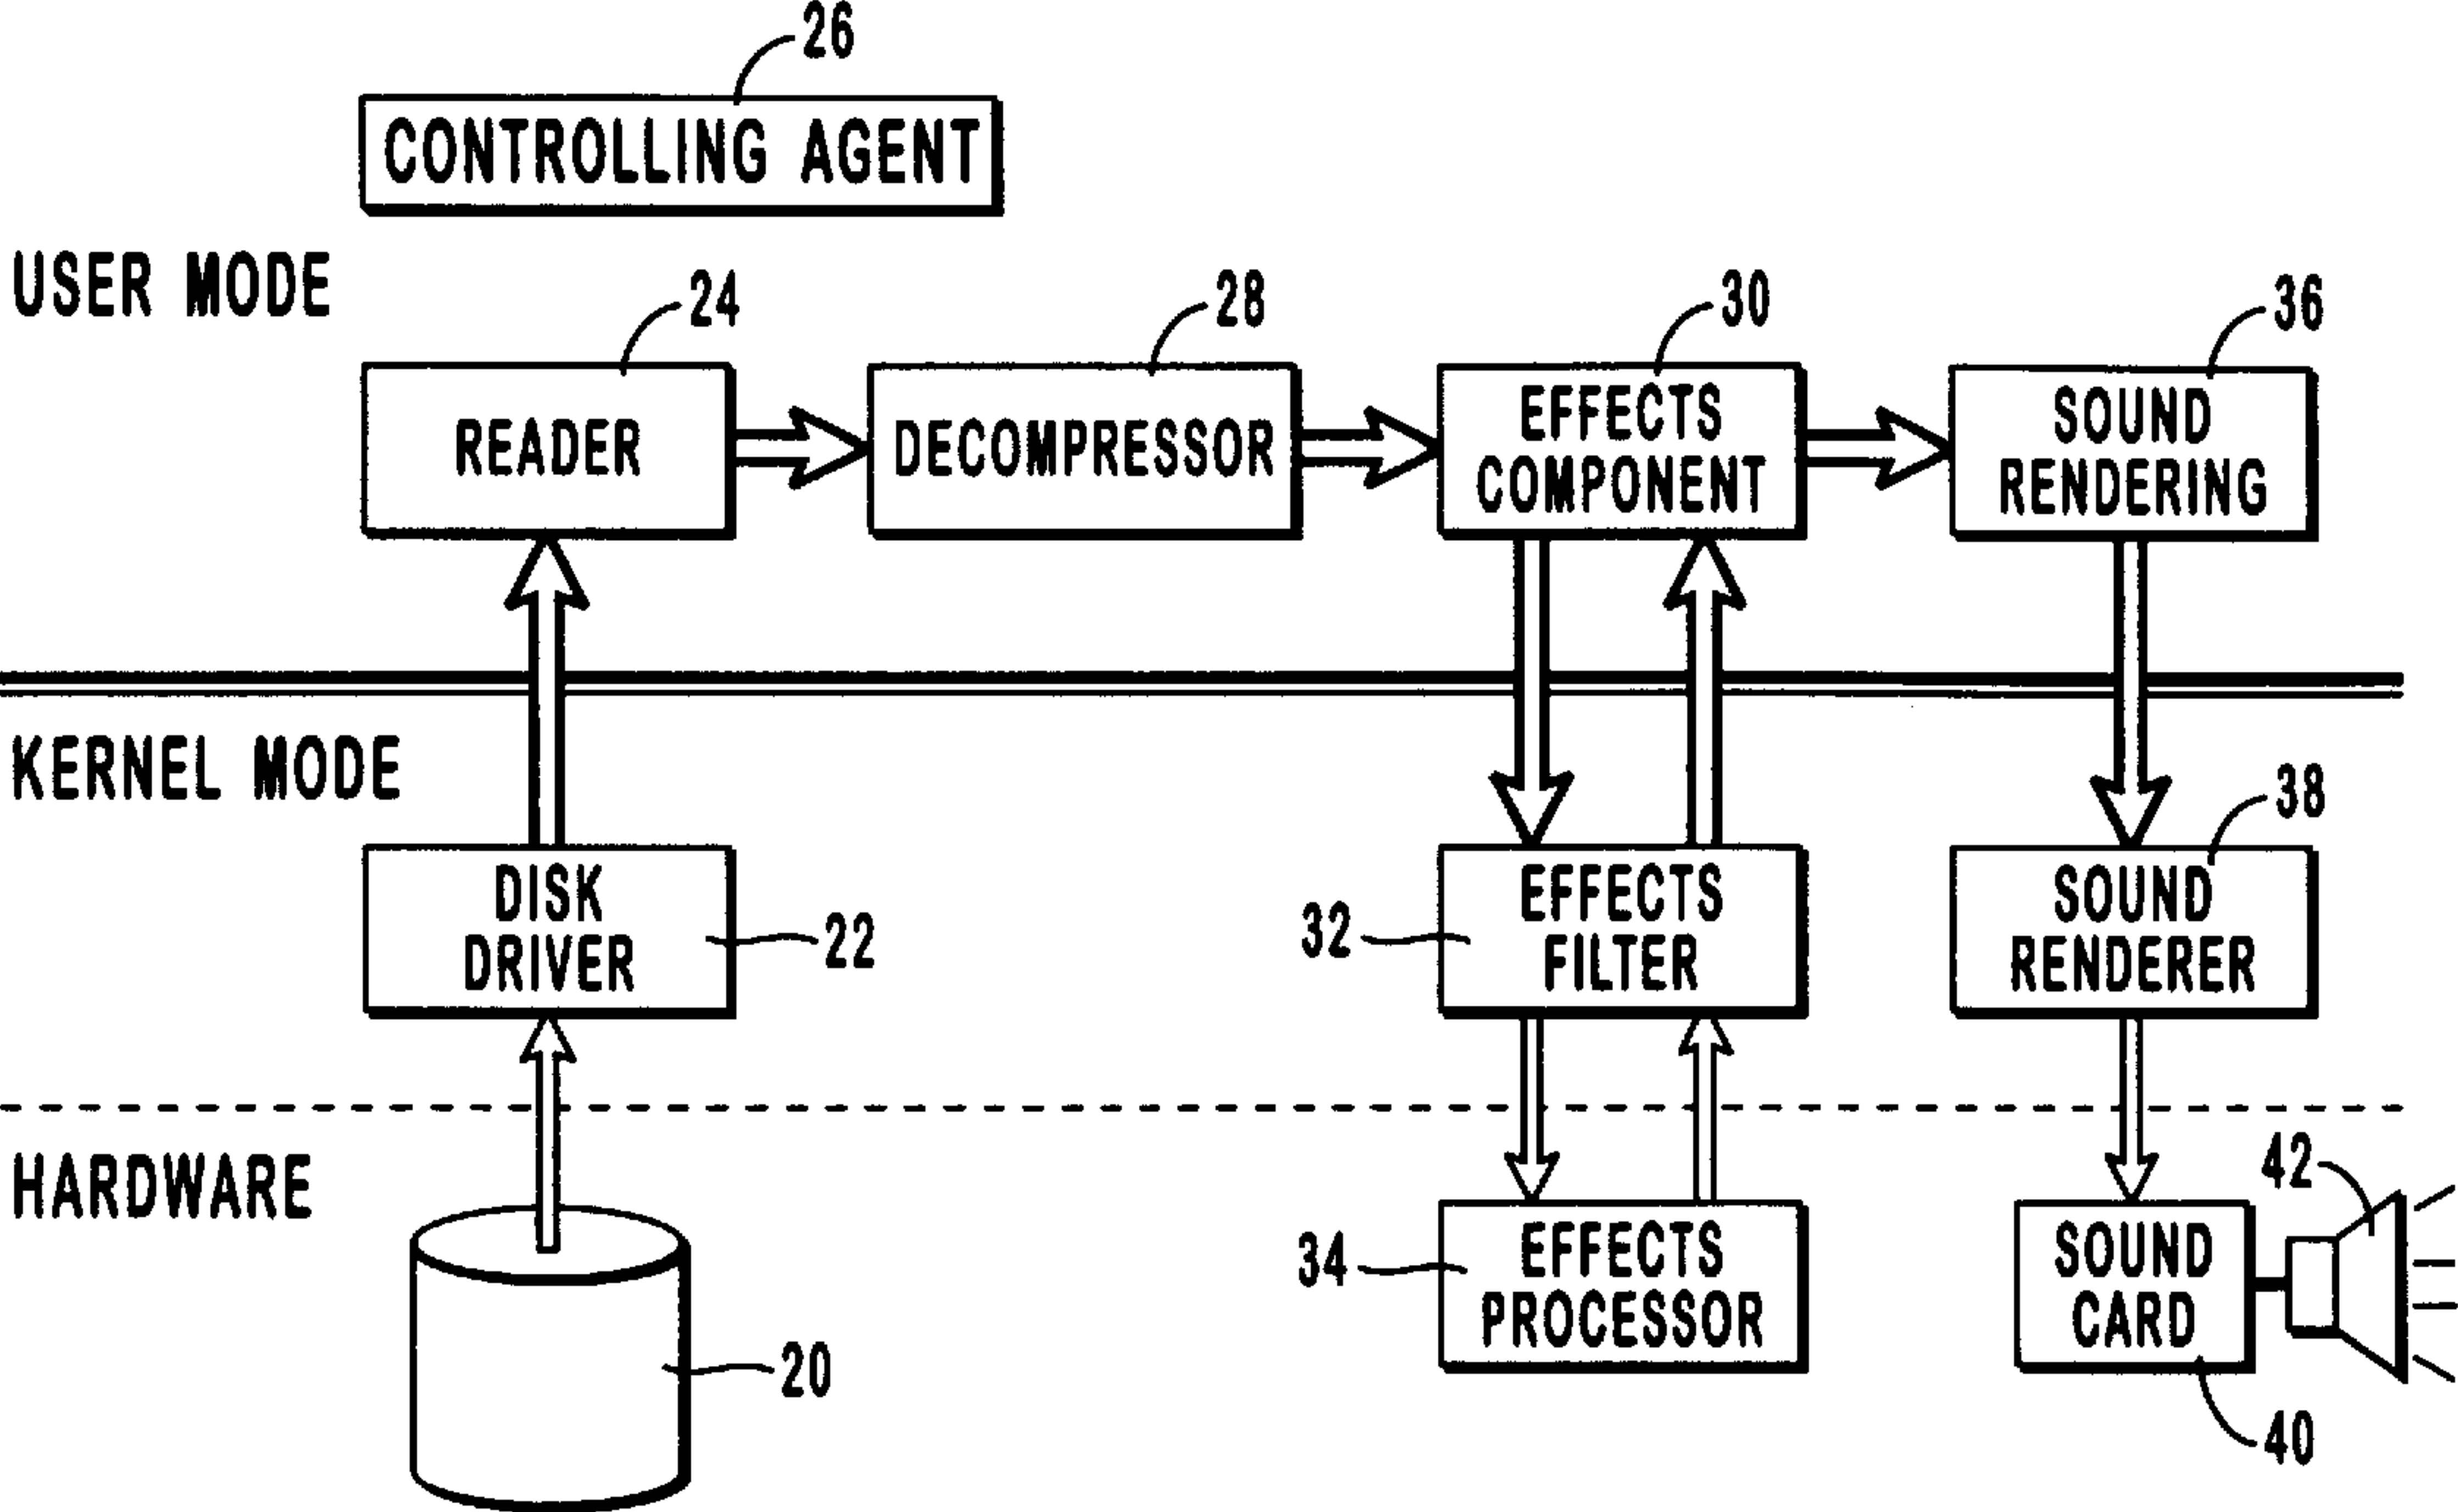 26
CONTROLLING AGENT
USER MODE
24
28
30
36
READER
DECOMPRESSOR
EFFECTS
COMPONENT
SOUND
RENDERING
KERNEL MODE
38
DISK
DRIVER
22
32
EFFECTS
FILTER
SOUND
RENDERER
HARDWARE
42
34
EFFECTS
PROCESSOR
SOUND
CARD
20
40